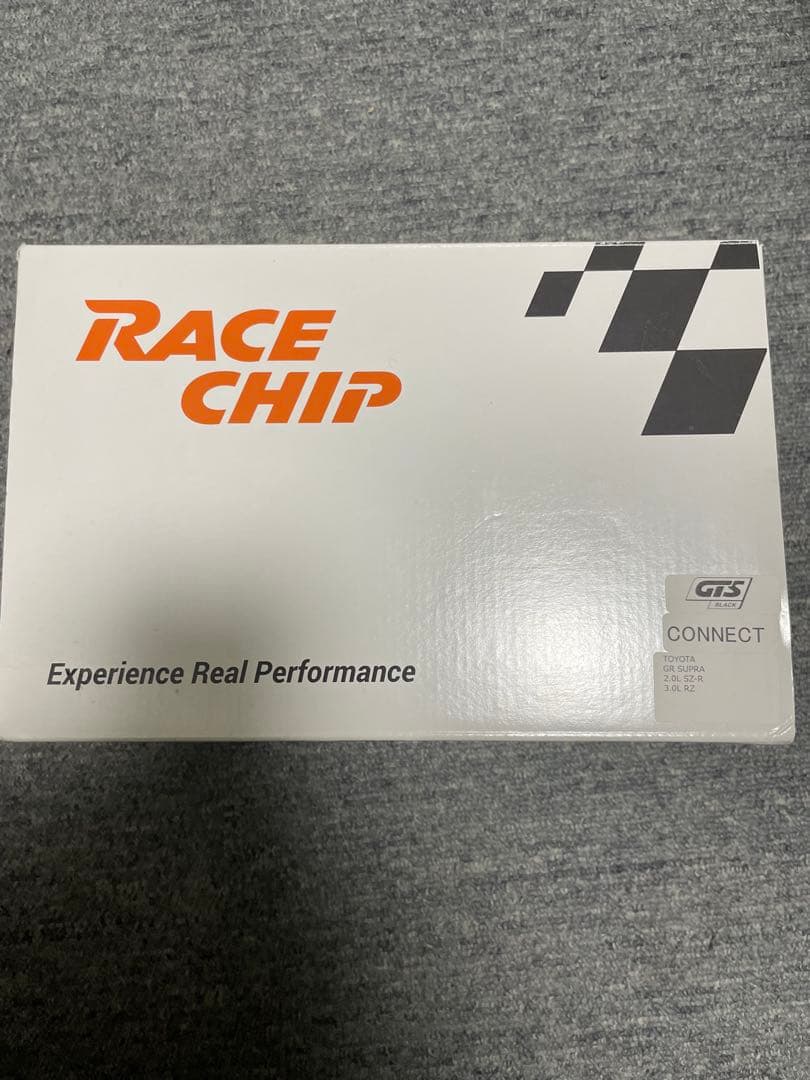 RACE
CHIP
Experience Real Performance
GTS
BLACK
CONNECT
TOYOTA
GR SUPRA
2.0L SZ-R
3.0L RZ